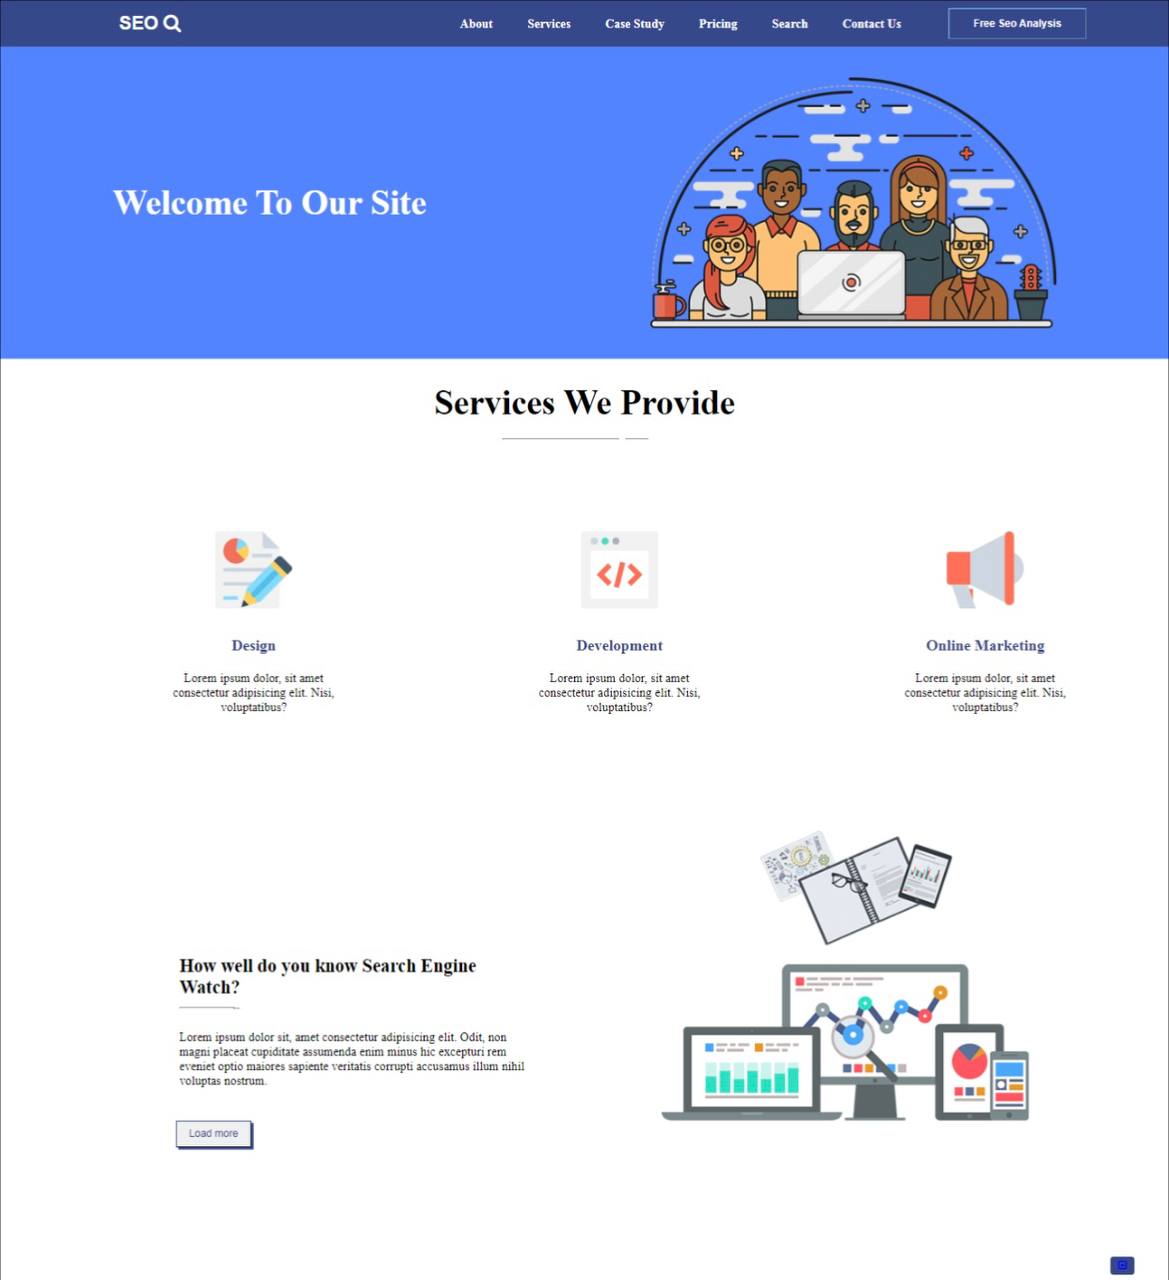 SEO
About Services Case Study Pricing Search Contact Us Free Seo Analysis
Welcome To Our Site
Services We Provide
Design
Lorem ipsum dolor, sit amet
consectetur adipisicing elit. Nisi,
voluptatibus?
Development
Lorem ipsum dolor, sit amet
consectetur adipisicing elit. Nisi,
voluptatibus?
Online Marketing
Lorem ipsum dolor, sit amet
consectetur adipisicing elit. Nisi,
voluptatibus?
How well do you know Search Engine
Watch?
Lorem ipsum dolor sit, amet consectetur adipisicing elit. Odit, non
magni placeat cupiditate assumenda enim minus hic excepturi rem
eveniet optio maiores sapiente veritatis corrupti accusamus illum nihil
voluptas nostrum.
Load more